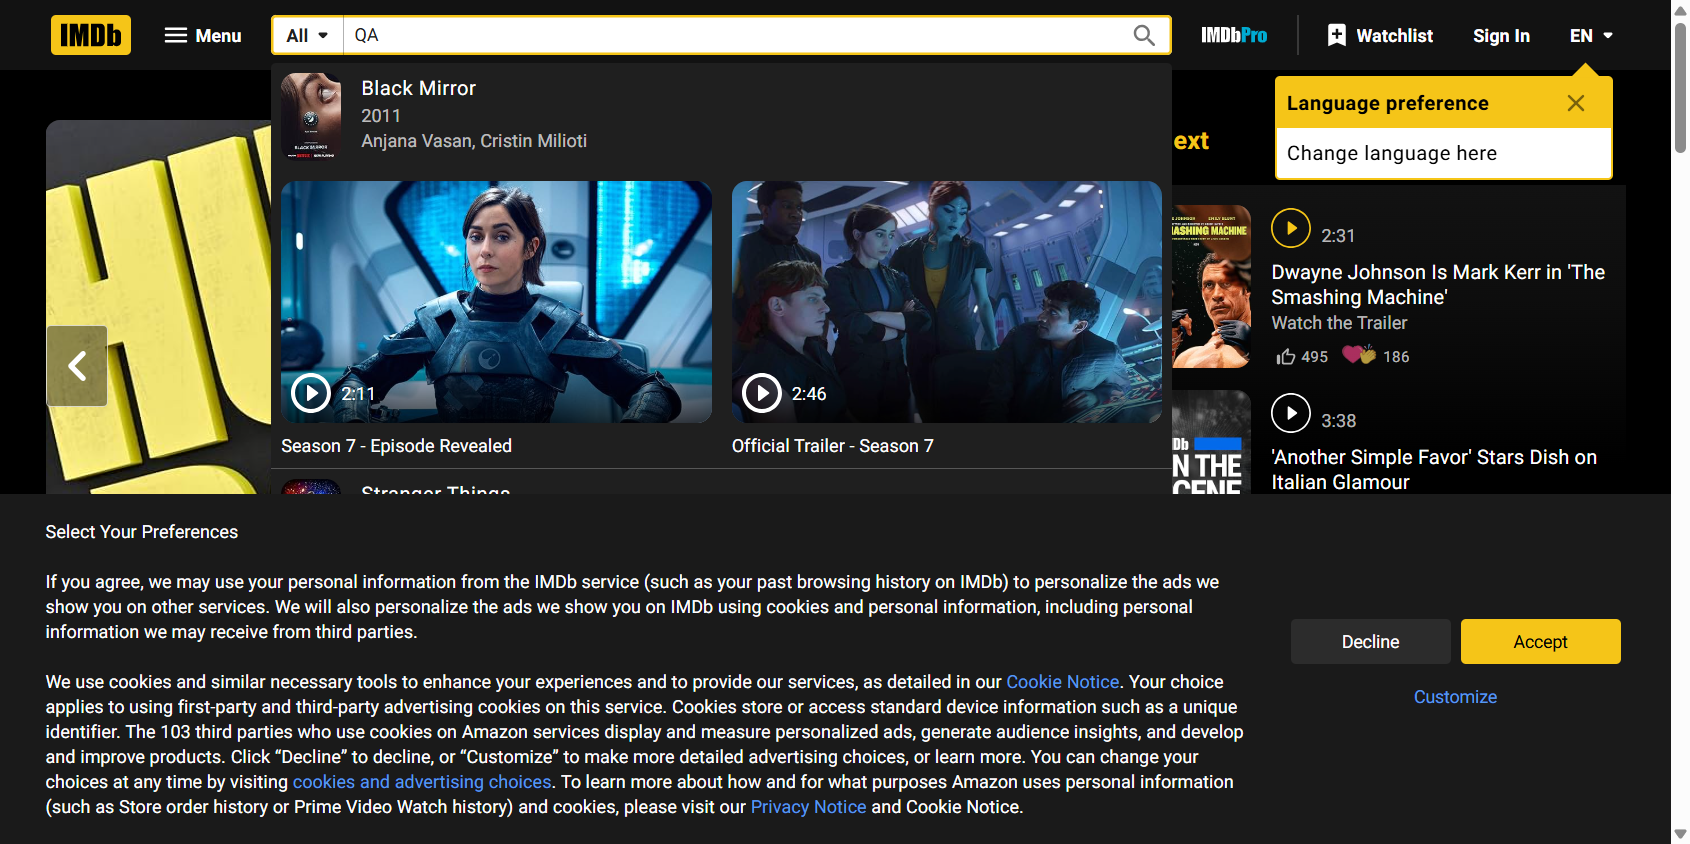 IMDb
Menu
All
QA
IMDbPro
Watchlist
Sign In
EN
Language preference
Change language here
Black Mirror
2011
Anjana Vasan, Cristin Milioti
ext
2:11
2:46
Season 7 - Episode Revealed
Official Trailer - Season 7
Stranger Things
BLACK MIRROR
JOHNSON EMILY BLUNT
ASHING MACHINE
2:31
Dwayne Johnson Is Mark Kerr in 'The
Smashing Machine'
Watch the Trailer
495
186
Db
N THE
CENE
3:38
'Another Simple Favor' Stars Dish on
Italian Glamour
Select Your Preferences
If you agree, we may use your personal information from the IMDb service (such as your past browsing history on IMDb) to personalize the ads we
show you on other services. We will also personalize the ads we show you on IMDb using cookies and personal information, including personal
information we may receive from third parties.
We use cookies and similar necessary tools to enhance your experiences and to provide our services, as detailed in our Cookie Notice. Your choice
applies to using first-party and third-party advertising cookies on this service. Cookies store or access standard device information such as a unique
identifier. The 103 third parties who use cookies on Amazon services display and measure personalized ads, generate audience insights, and develop
and improve products. Click “Decline” to decline, or “Customize” to make more detailed advertising choices, or learn more. You can change your
choices at any time by visiting cookies and advertising choices. To learn more about how and for what purposes Amazon uses personal information
(such as Store order history or Prime Video Watch history) and cookies, please visit our Privacy Notice and Cookie Notice.
Decline
Accept
Customize